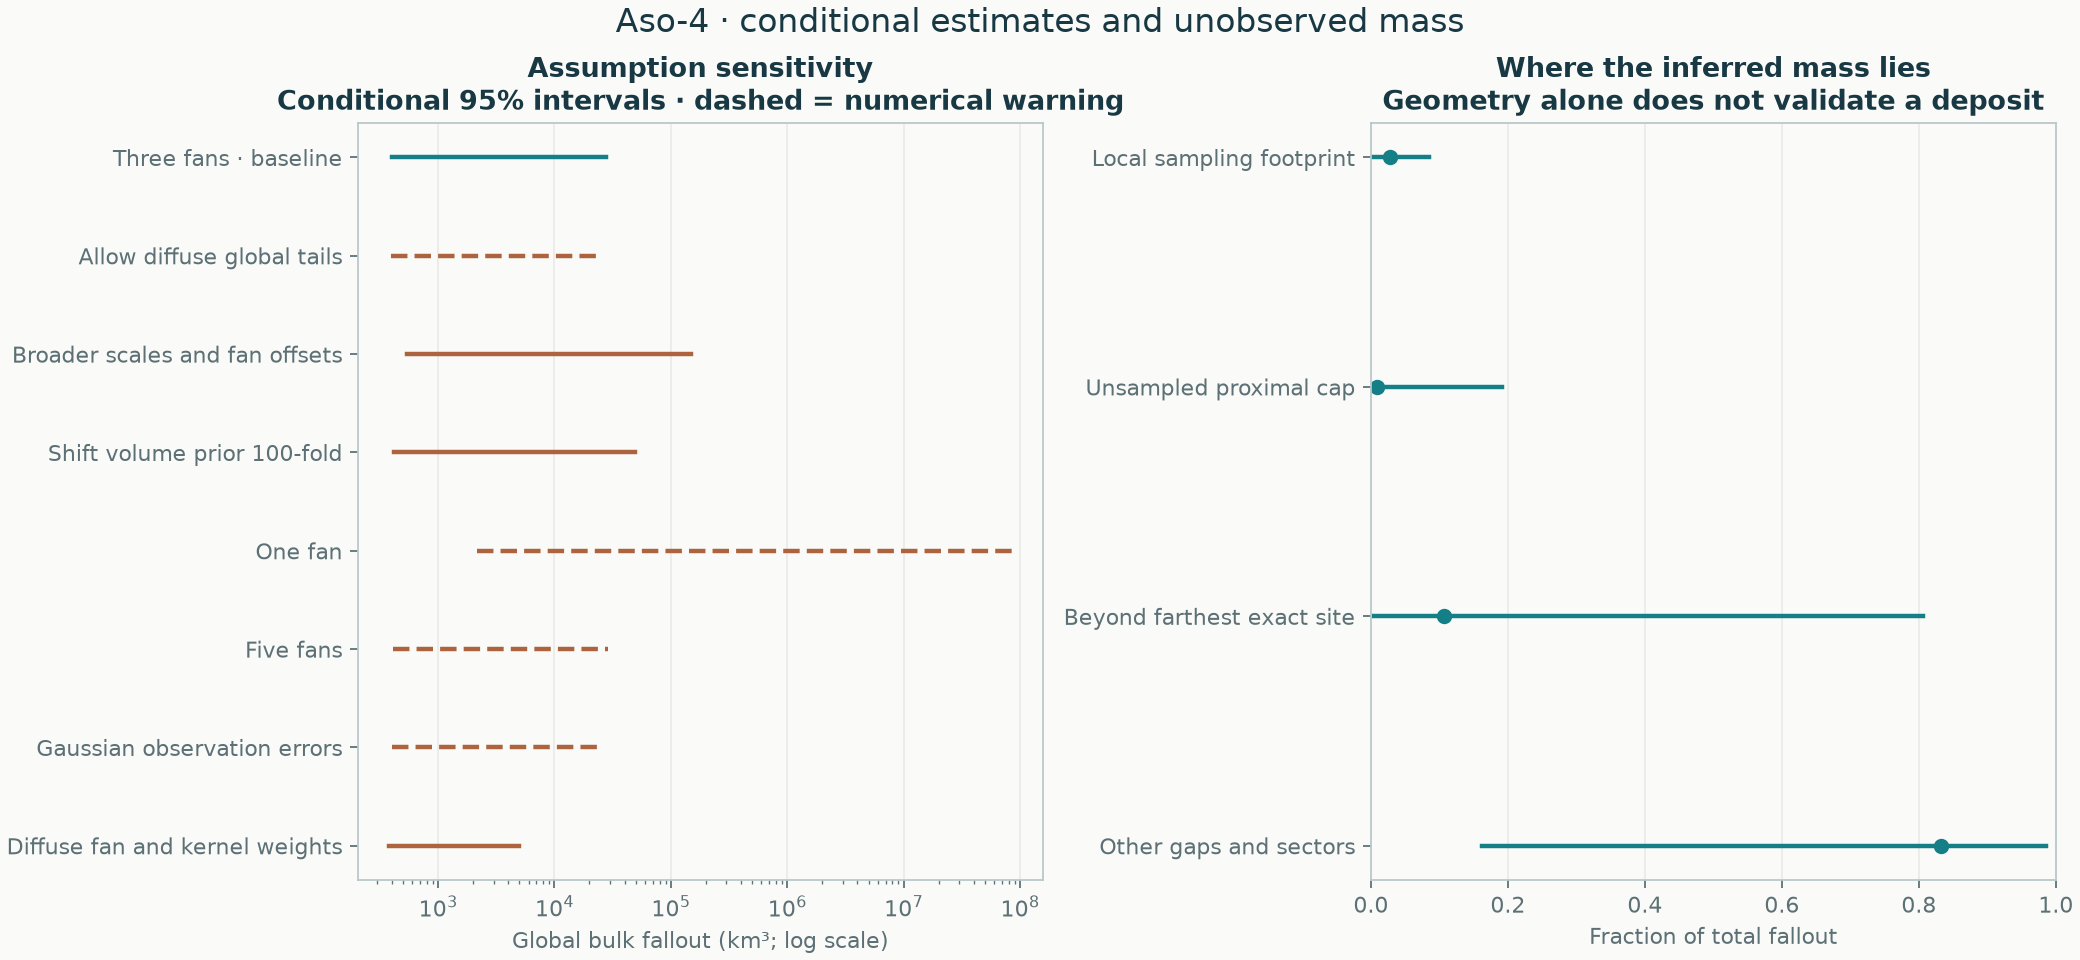 Aso-4 · conditional estimates and unobserved mass
Assumption sensitivity
Conditional 95% intervals · dashed = numerical warning
Three fans · baseline
Allow diffuse global tails
Broader scales and fan offsets
Shift volume prior 100-fold
One fan
Five fans
Gaussian observation errors
Diffuse fan and kernel weights
10³ 10⁴ 10⁵ 10⁶ 10⁷ 10⁸
Global bulk fallout (km³; log scale)
Where the inferred mass lies
Geometry alone does not validate a deposit
Local sampling footprint
Unsampled proximal cap
Beyond farthest exact site
Other gaps and sectors
0.0 0.2 0.4 0.6 0.8 1.0
Fraction of total fallout